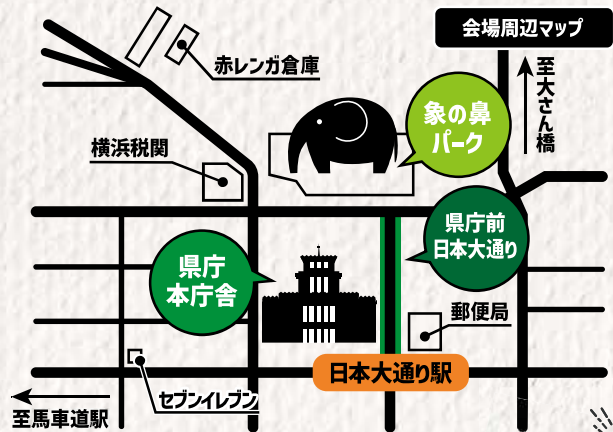 会場周辺マップ
至大さん橋
赤レンガ倉庫
象の鼻
パーク
横浜税関
県庁前
日本大通り
県庁
本庁舎
郵便局
日本大通り駅
セブンイレブン
至馬車道駅